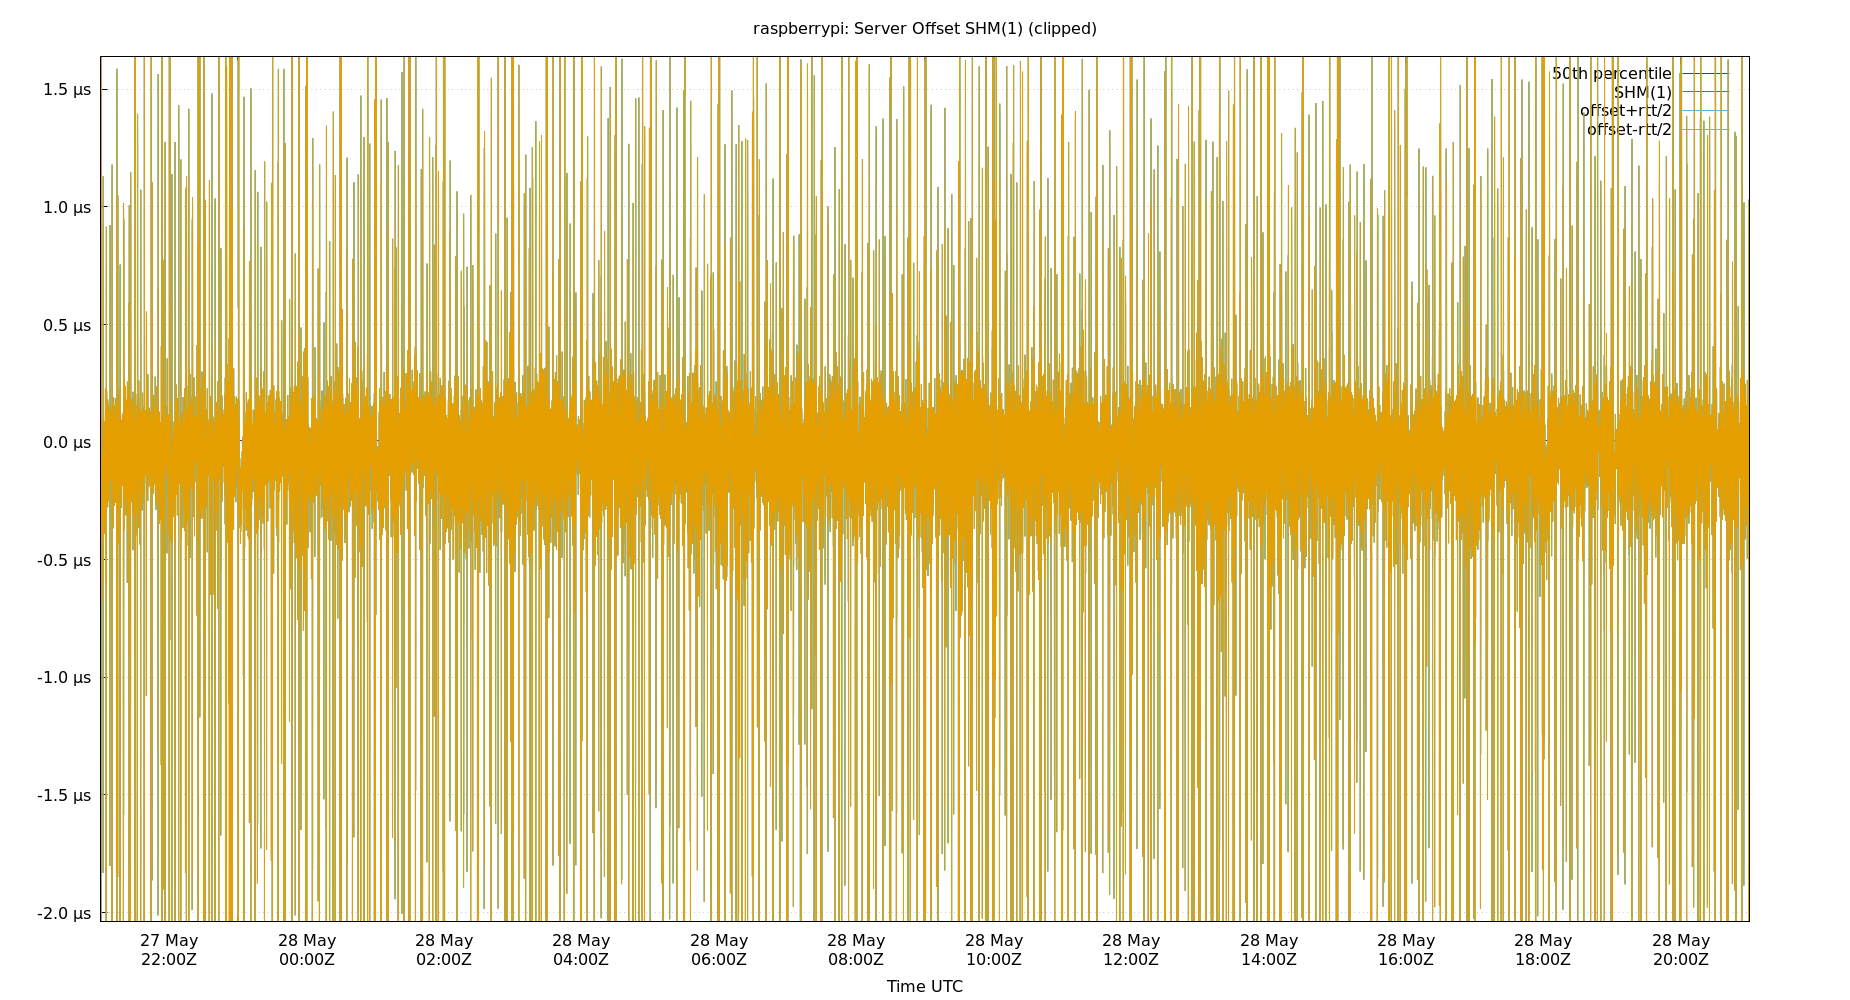 raspberrypi: Server Offset SHM(1) (clipped)
50th percentile
SHM(1)
offset+rtt/2
offset-rtt/2
1.5 µs
1.0 µs
0.5 µs
0.0 µs
-0.5 µs
-1.0 µs
-1.5 µs
-2.0 µs
27 May 28 May 28 May 28 May 28 May 28 May 28 May 28 May 28 May 28 May 28 May 28 May
22:00Z 00:00Z 02:00Z 04:00Z 06:00Z 08:00Z 10:00Z 12:00Z 14:00Z 16:00Z 18:00Z 20:00Z
Time UTC